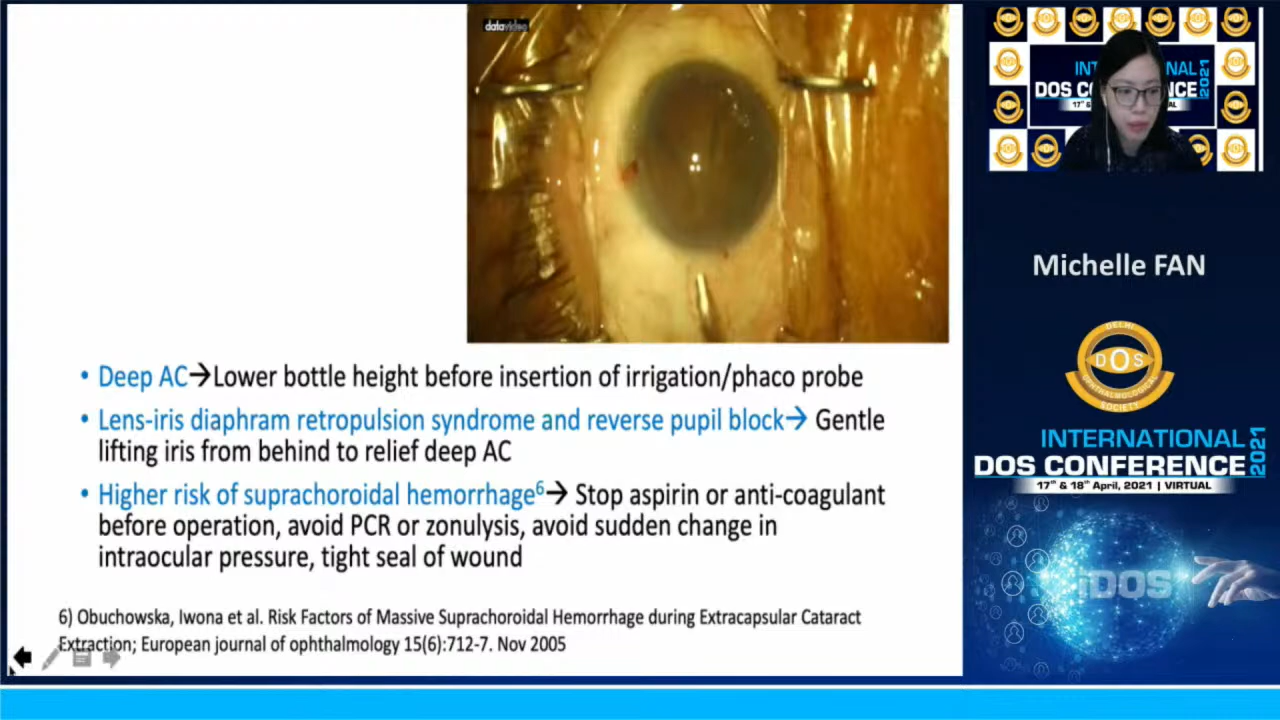 datavideo
• Deep AC→Lower bottle height before insertion of irrigation/phaco probe
• Lens-iris diaphram retropulsion syndrome and reverse pupil block→ Gentle
lifting iris from behind to relief deep AC
• Higher risk of suprachoroidal hemorrhage6→ Stop aspirin or anti-coagulant
before operation, avoid PCR or zonulysis, avoid sudden change in
intraocular pressure, tight seal of wound
6) Obuchowska, Iwona et al. Risk Factors of Massive Suprachoroidal Hemorrhage during Extracapsular Cataract
Extraction; European journal of ophthalmology 15(6):712-7. Nov 2005
INTERNATIONAL
DOS CONFERENCE
2021
Michelle FAN
DELHI
DOS
OPHTHALMOLOGICAL
SOCIETY
INTERNATIONAL
DOS CONFERENCE
2021
17th & 18th April, 2021 | VIRTUAL
iDOS